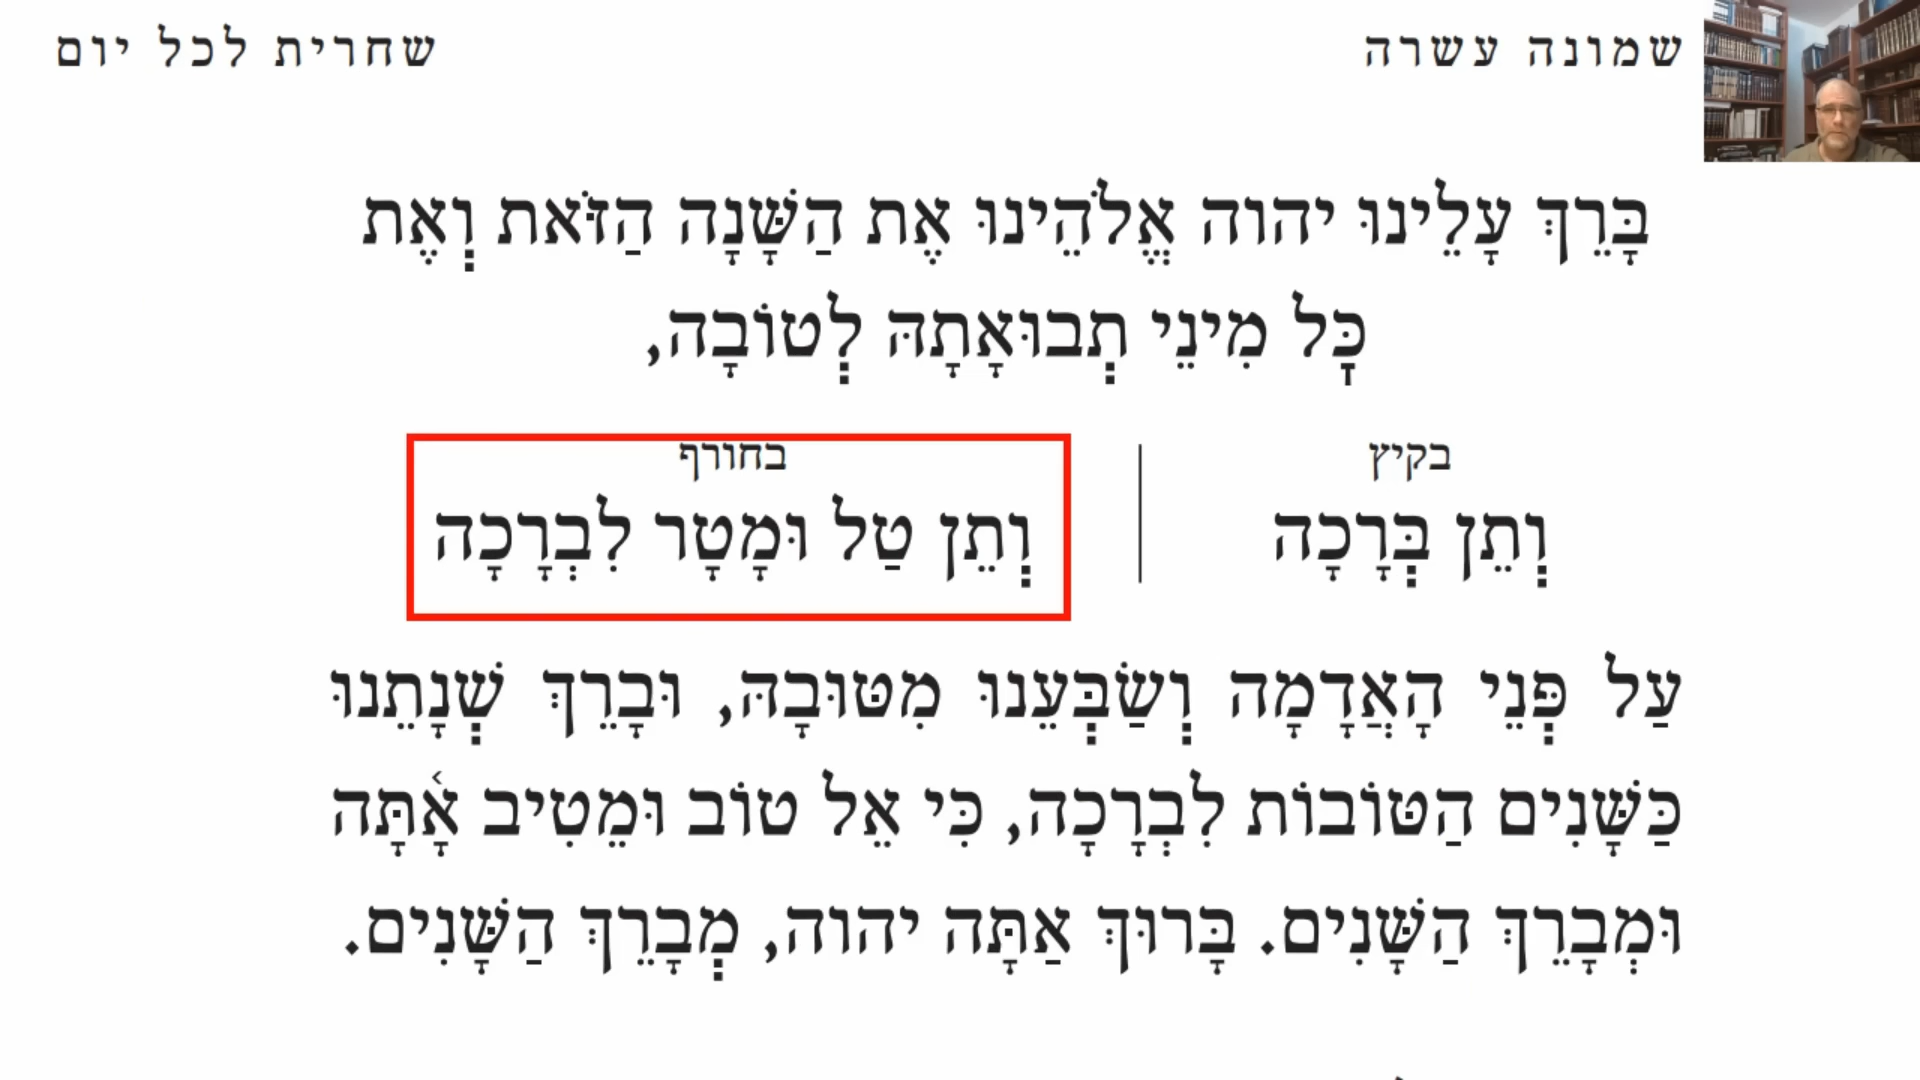 שמונה עשרה
שחרית לכל יום
בָּרֵךְ עָלֵינוּ יהוה אֱלֹהֵינוּ אֶת הַשָּׁנָה הַזֹּאת וְאֶת
כׇּל מִינֵי תְבוּאָתָהּ לְטוֹבָה,
בקיץ
וְתֵן בְּרָכָה
בחורף
וְתֵן טַל וּמָטָר לִבְרָכָה
עַל פְּנֵי הָאֲדָמָה וְשַׂבְּעֵנוּ מִטּוּבָהּ, וּבָרֵךְ שְׁנָתֵנוּ
כַּשָּׁנִים הַטּוֹבוֹת לִבְרָכָה, כִּי אֵל טוֹב וּמֵטִיב אָ֫תָּה
וּמְבָרֵךְ הַשָּׁנִים. בָּרוּךְ אַתָּה יהוה, מְבָרֵךְ הַשָּׁנִים.